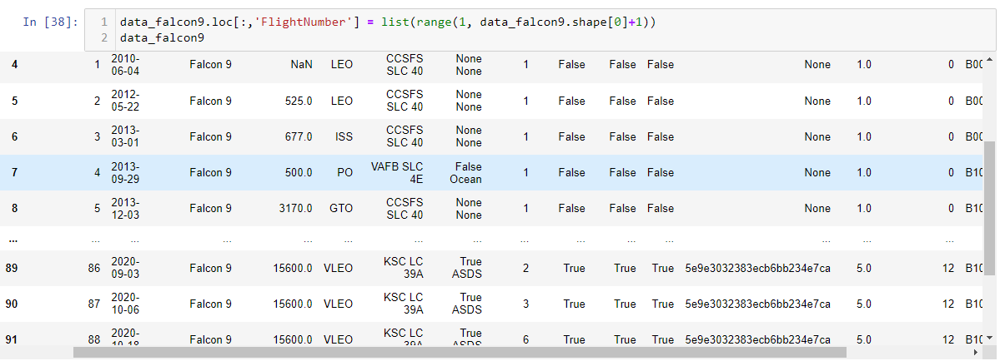 In [38]:
1 data_falcon9.loc[:,'FlightNumber'] = list(range(1, data_falcon9.shape[0]+1))
2 data_falcon9
4 1 2010-06-04 Falcon 9 NaN LEO CCSFS SLC 40 None None 1 False False False None 1.0 0 B00
5 2 2012-05-22 Falcon 9 525.0 LEO CCSFS SLC 40 None None 1 False False False None 1.0 0 B00
6 3 2013-03-01 Falcon 9 677.0 ISS CCSFS SLC 40 None None 1 False False False None 1.0 0 B00
7 4 2013-09-29 Falcon 9 500.0 PO VAFB SLC 4E False Ocean 1 False False False None 1.0 0 B10
8 5 2013-12-03 Falcon 9 3170.0 GTO CCSFS SLC 40 None None 1 False False False None 1.0 0 B10
... ... ... ... ... ... ... ... ... ... ... ... ... ... ...
89 86 2020-09-03 Falcon 9 15600.0 VLEO KSC LC 39A True ASDS 2 True True True 5e9e3032383ecb6bb234e7ca 5.0 12 B10
90 87 2020-10-06 Falcon 9 15600.0 VLEO KSC LC 39A True ASDS 3 True True True 5e9e3032383ecb6bb234e7ca 5.0 12 B10
91 88 2020-10-18 Falcon 9 15600.0 VLEO KSC LC 39A True ASDS 6 True True True 5e9e3032383ecb6bb234e7ca 5.0 12 B10